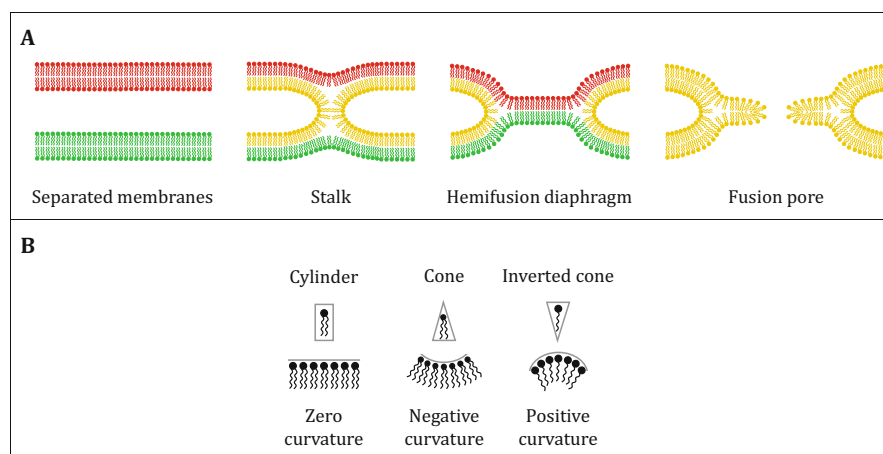 A
Separated membranes Stalk Hemifusion diaphragm Fusion pore
B
Cylinder Cone Inverted cone
Zero Negative Positive
curvature curvature curvature